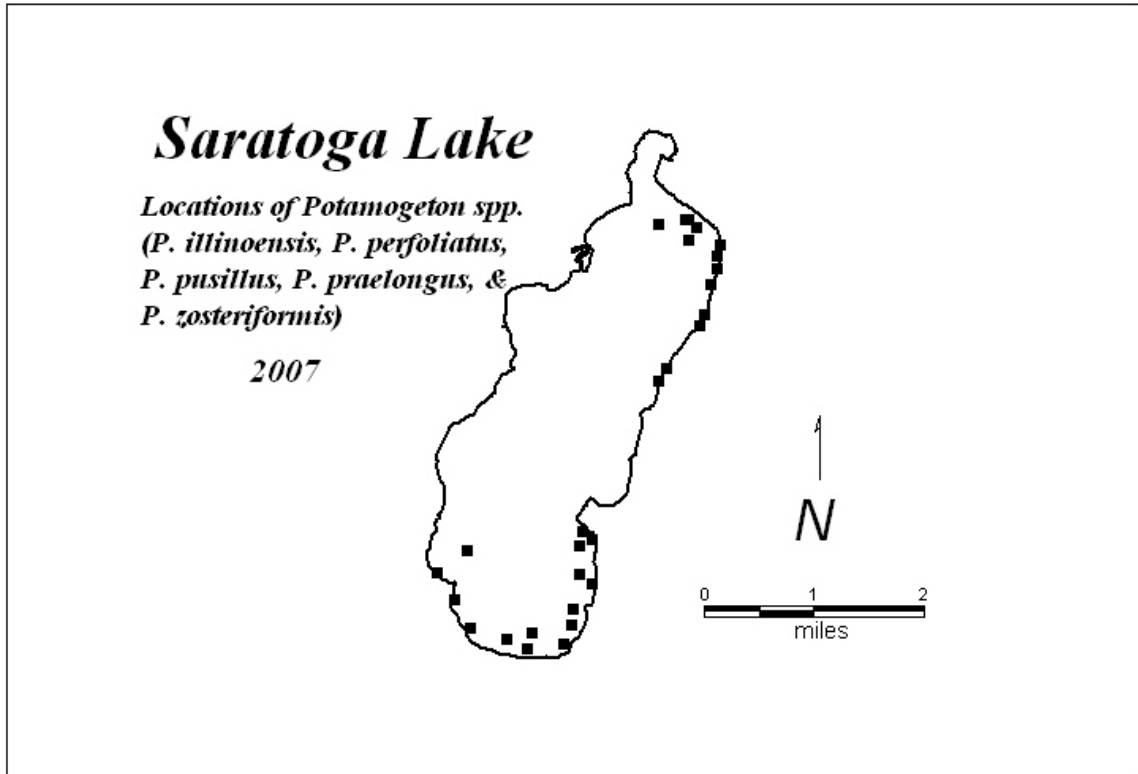 Saratoga Lake
Locations of Potamogeton spp.
(P. illinoensis, P. perfoliatus,
P. pusillus, P. praelongus, &
P. zosteriformis)
2007
N
0 1 2
miles